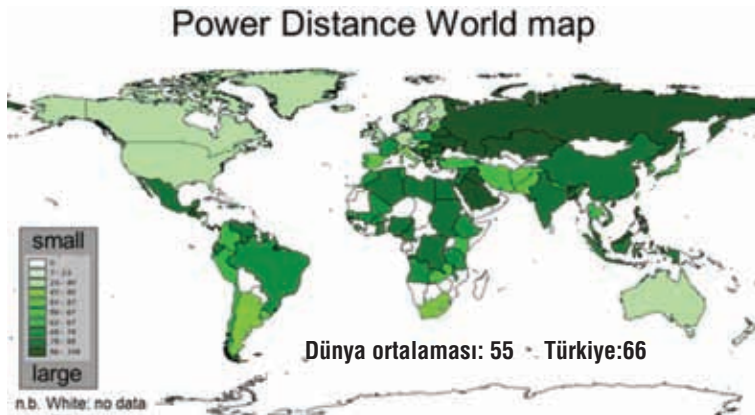 Power Distance World map
small
large
Dünya ortalaması: 55 - Türkiye:66
n.b. White: no data